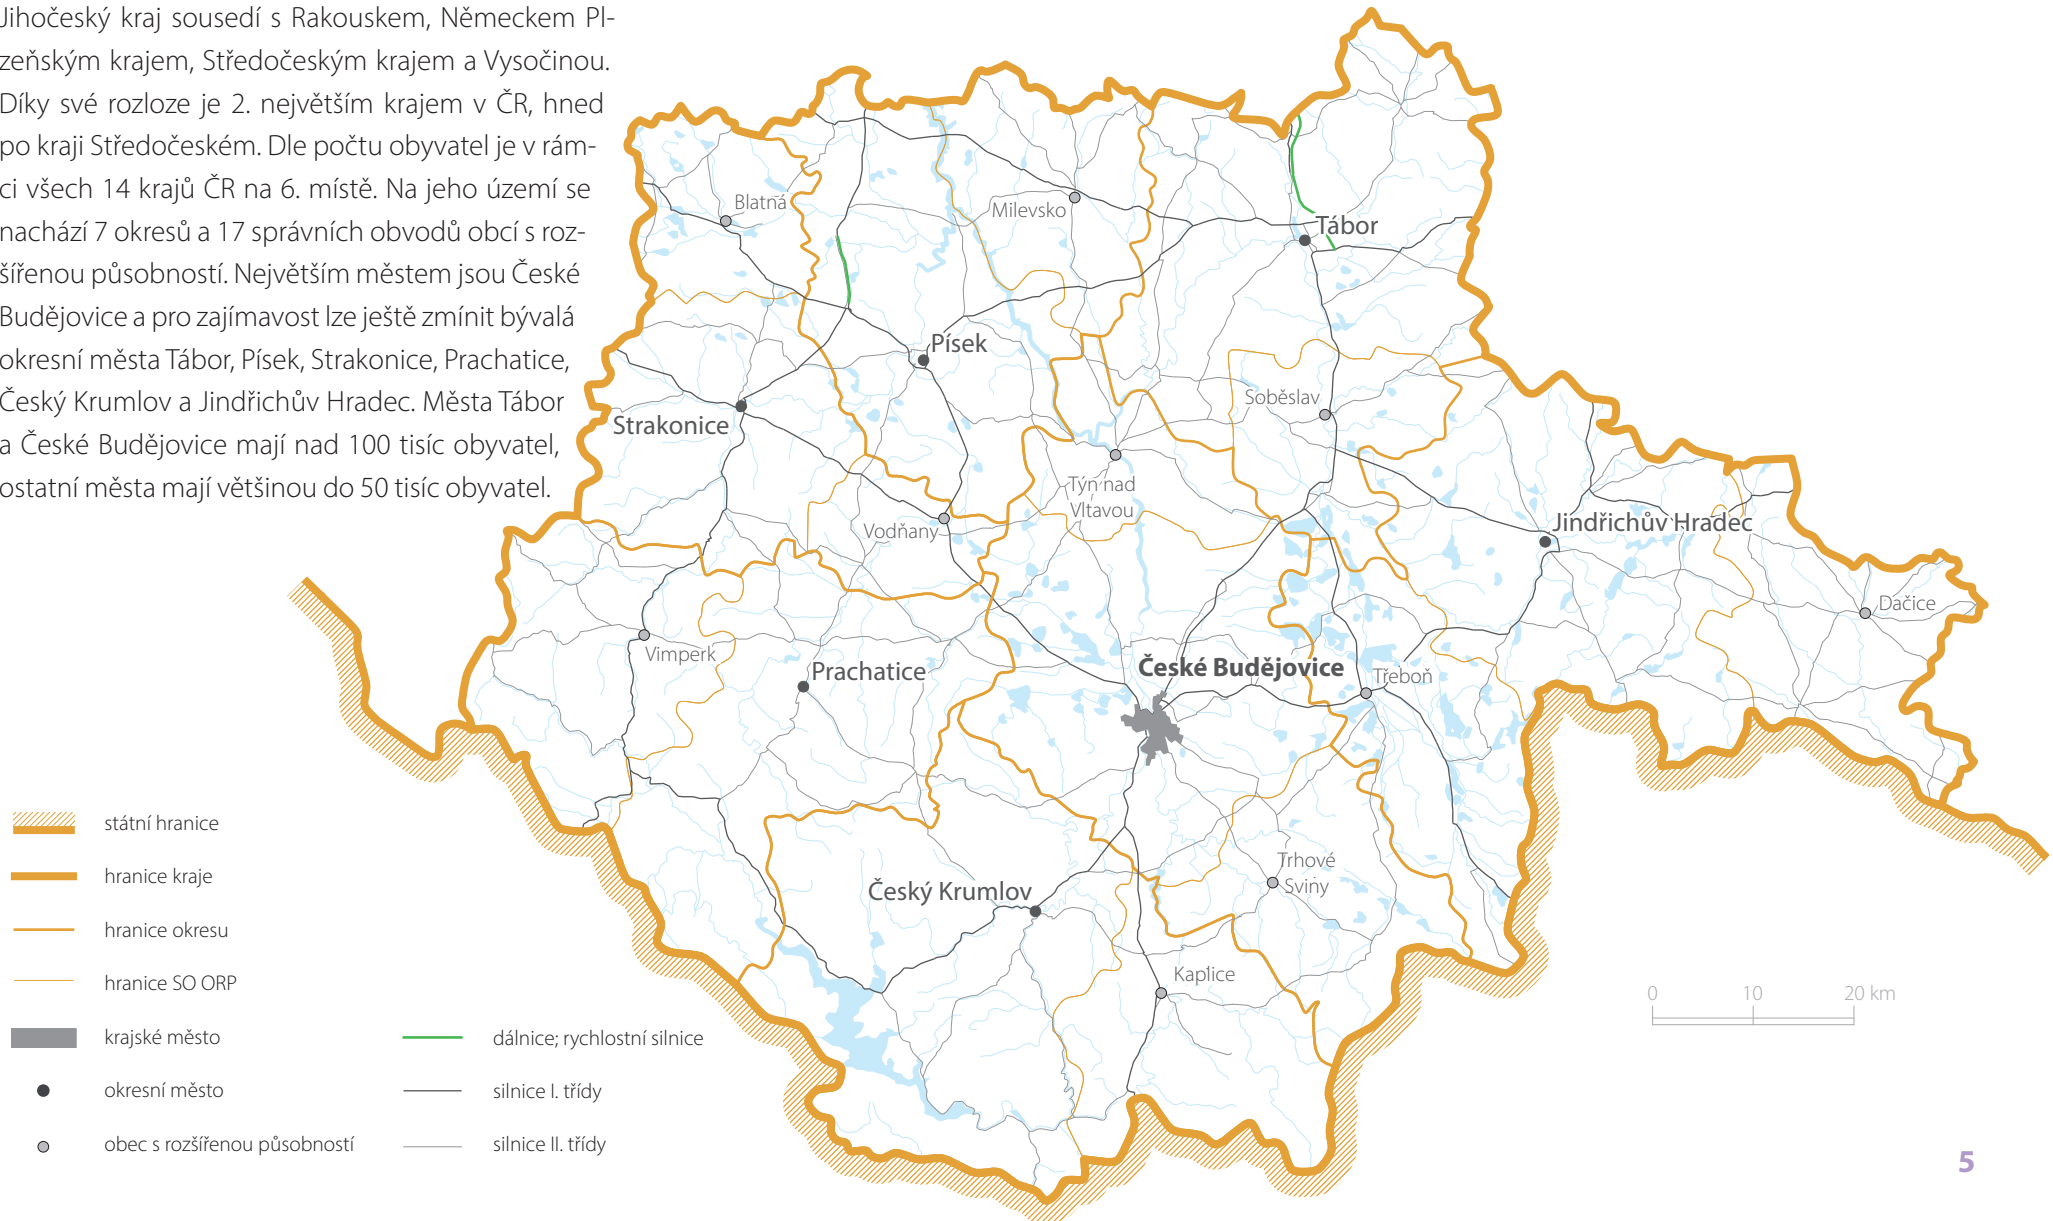 Jihočeský kraj sousedí s Rakouskem, Německem Pl-
zeňským krajem, Středočeským krajem a Vysočinou.
Díky své rozloze je 2. největším krajem v ČR, hned
po kraji Středočeském. Dle počtu obyvatel je v rám-
ci všech 14 krajů ČR na 6. místě. Na jeho území se
nachází 7 okresů a 17 správních obvodů obcí s roz-
šířenou působností. Největším městem jsou České
Budějovice a pro zajímavost lze ještě zmínit bývalá
okresní města Tábor, Písek, Strakonice, Prachatice,
Český Krumlov a Jindřichův Hradec. Města Tábor
a České Budějovice mají nad 100 tisíc obyvatel,
ostatní města mají většinou do 50 tisíc obyvatel.
Blatná
Milevsko
Tábor
Písek
Soběslav
Strakonice
Týn nad
Vltavou
Vodňany
Jindřichův Hradec
Dačice
Vimperk
Prachatice
České Budějovice
Třeboň
Trhové
Sviny
Český Krumlov
Kaplice
0 10 20 km
státní hranice
hranice kraje
hranice okresu
hranice SO ORP
krajské město
okresní město
obec s rozšířenou působností
dálnice; rychlostní silnice
silnice I. třídy
silnice II. třídy
5